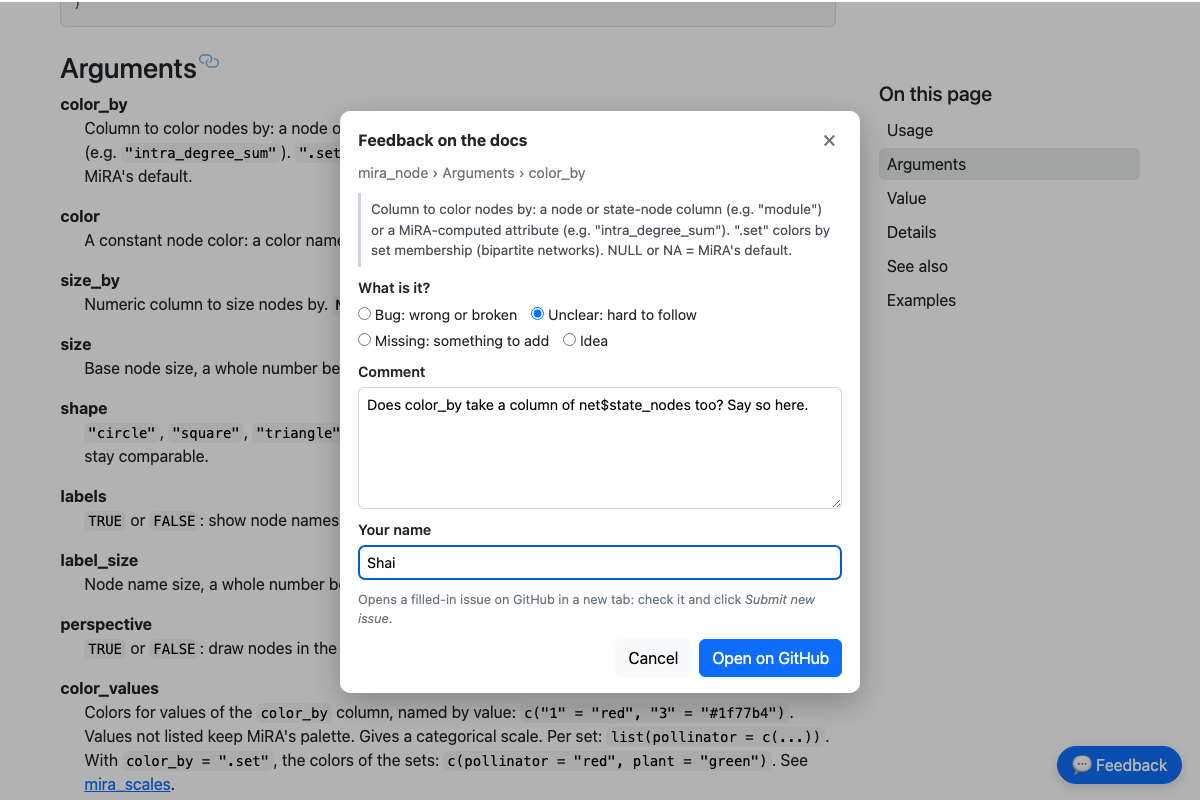 )
Arguments
color_by
Column to color nodes by: a node o
(e.g. "intra_degree_sum"). ".set
MiRA's default.
color
A constant node color: a color name
size_by
Numeric column to size nodes by.
size
Base node size, a whole number be
shape
"circle", "square", "triangle"
stay comparable.
labels
TRUE or FALSE: show node names
label_size
Node name size, a whole number be
perspective
TRUE or FALSE: draw nodes in the
color_values
Colors for values of the color_by column, named by value: c("1" = "red", "3" = "#1f77b4").
Values not listed keep MiRA's palette. Gives a categorical scale. Per set: list(pollinator = c(...)).
With color_by = ".set", the colors of the sets: c(pollinator = "red", plant = "green"). See
mira_scales.
Feedback on the docs
×
mira_node › Arguments › color_by
Column to color nodes by: a node or state-node column (e.g. "module")
or a MiRA-computed attribute (e.g. "intra_degree_sum"). ".set" colors by
set membership (bipartite networks). NULL or NA = MiRA's default.
What is it?
Bug: wrong or broken Unclear: hard to follow
Missing: something to add Idea
Comment
Does color_by take a column of net$state_nodes too? Say so here.
Your name
Shai
Opens a filled-in issue on GitHub in a new tab: check it and click Submit new
issue.
Cancel Open on GitHub
On this page
Usage
Arguments
Value
Details
See also
Examples
💬 Feedback